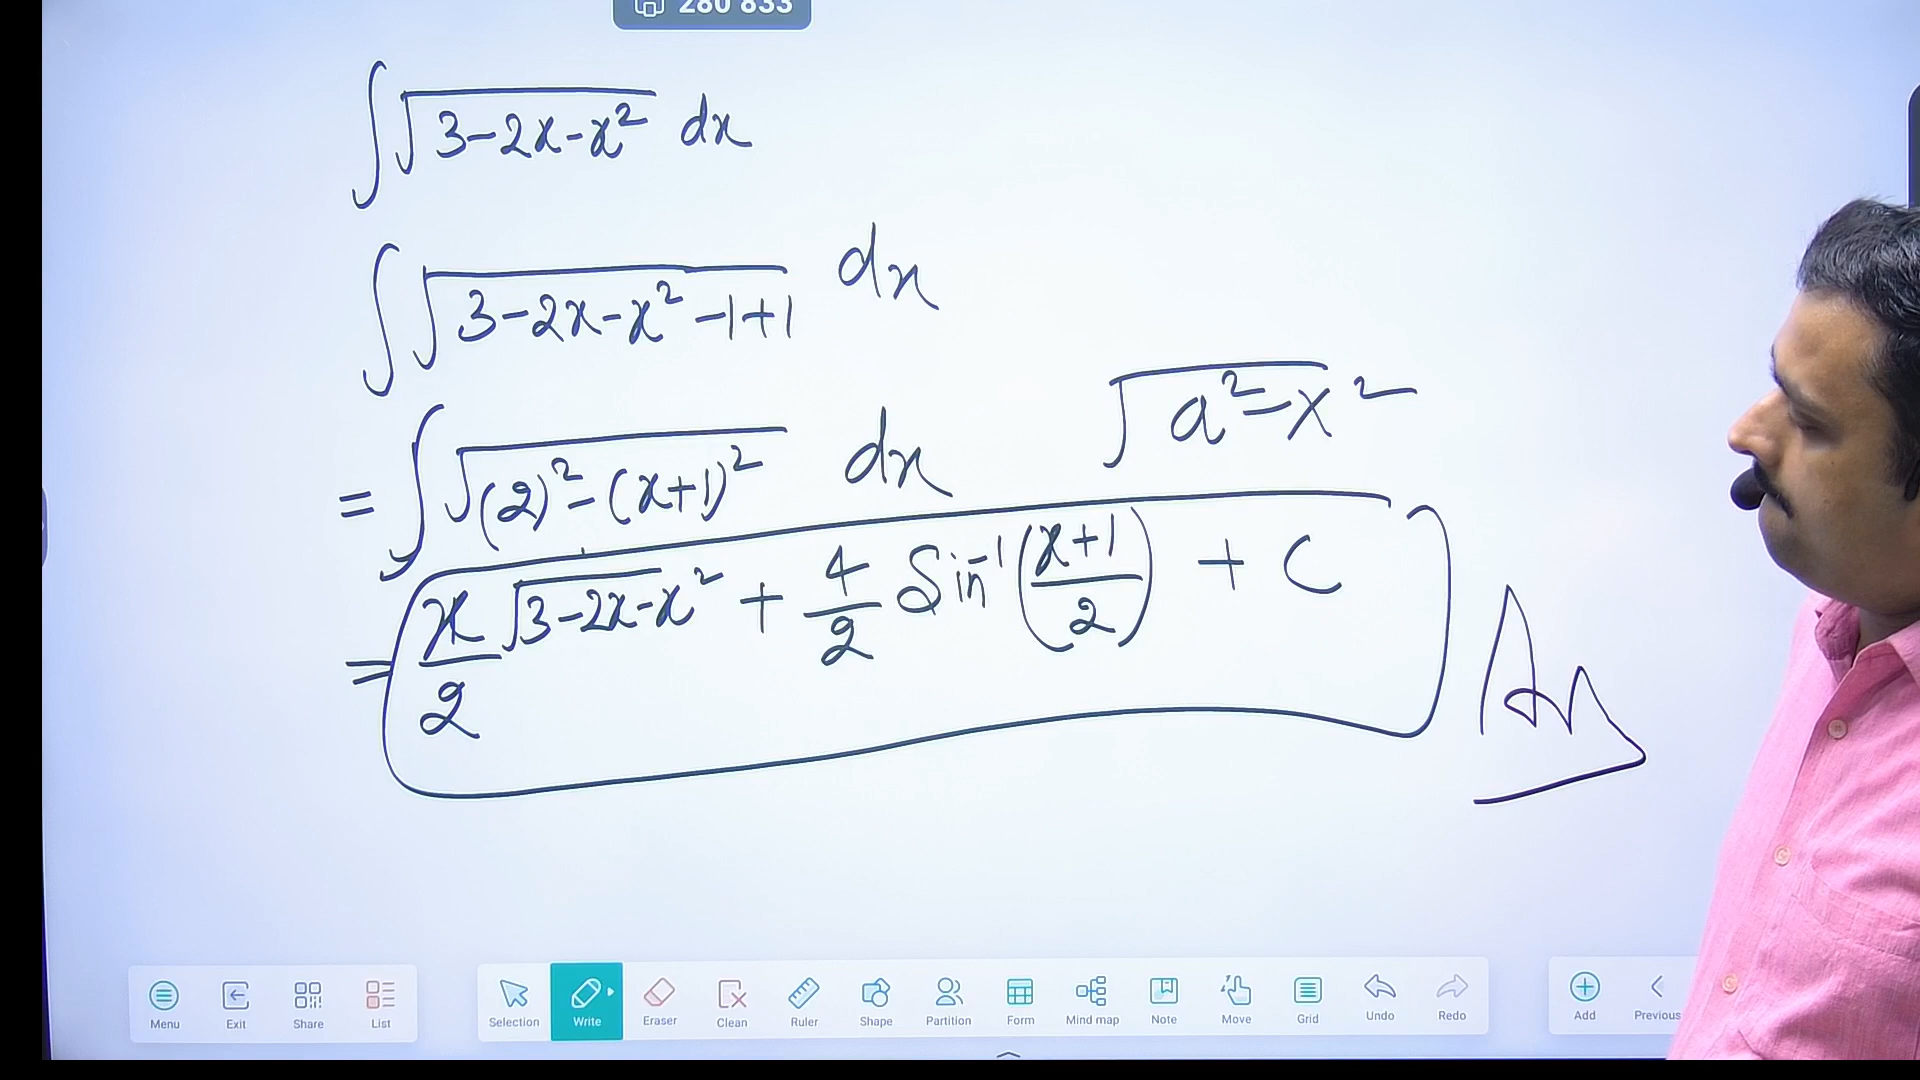 280 833
∫√(3-2x-x²) dx
∫√(3-2x-x²-1+1) dx
= ∫√((2)²-(x+1)²) dx
√(a²-x²)
= x/2 √(3-2x-x²) + 4/2 Sin⁻¹((x+1)/2) + C
An
Menu Exit Share List Selection Write Eraser Clean Ruler Shape Partition Form Mind map Note Move Grid Undo Redo Add Previous